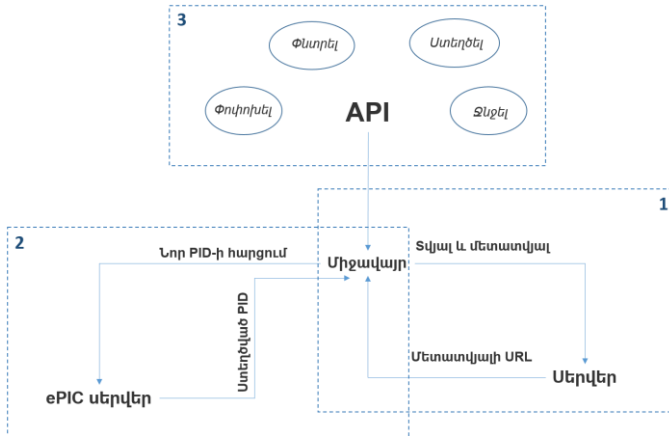 3
Փնտրել
Ստեղծել
Փոփոխել
API
Ջնջել
1
2
Նոր PID-ի հարցում
Միջավայր
Տվյալ և մետատվյալ
Ստեղծված PID
Մետատվյալի URL
Սերվեր
ePIC սերվեր